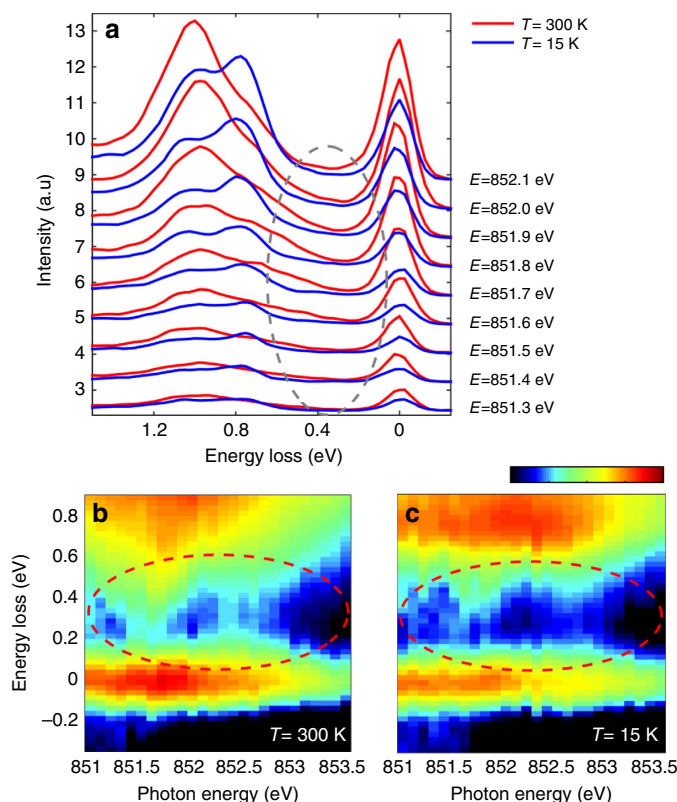 a
T = 300 K
T = 15 K
13
12
11
10
9
8
7
6
5
4
3
Intensity (a.u)
E=852.1 eV
E=852.0 eV
E=851.9 eV
E=851.8 eV
E=851.7 eV
E=851.6 eV
E=851.5 eV
E=851.4 eV
E=851.3 eV
1.2 0.8 0.4 0
Energy loss (eV)
b
c
0.8
0.6
0.4
0.2
0
–0.2
Energy loss (eV)
T = 300 K
T = 15 K
851 851.5 852 852.5 853 853.5
851 851.5 852 852.5 853 853.5
Photon energy (eV)
Photon energy (eV)